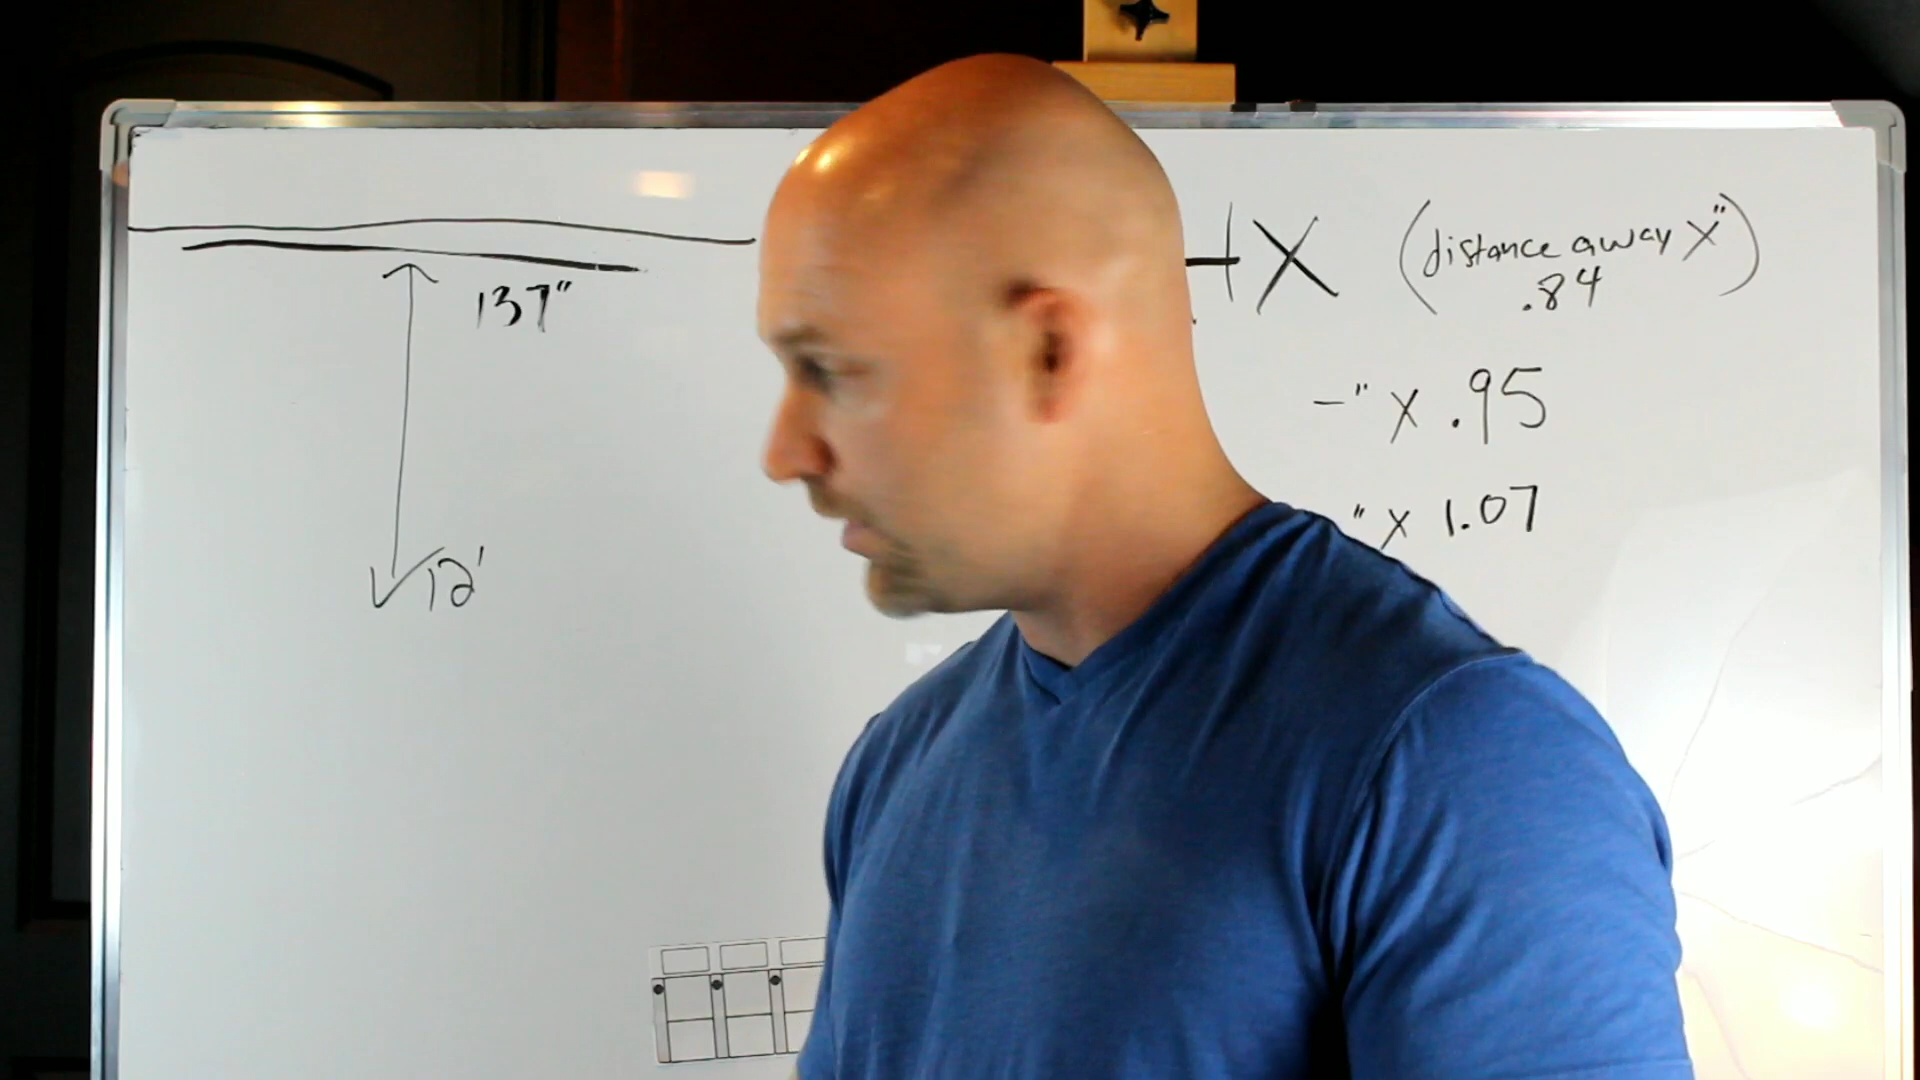 137"
12'
X (distance away X")
.84
-" X .95
" X 1.07